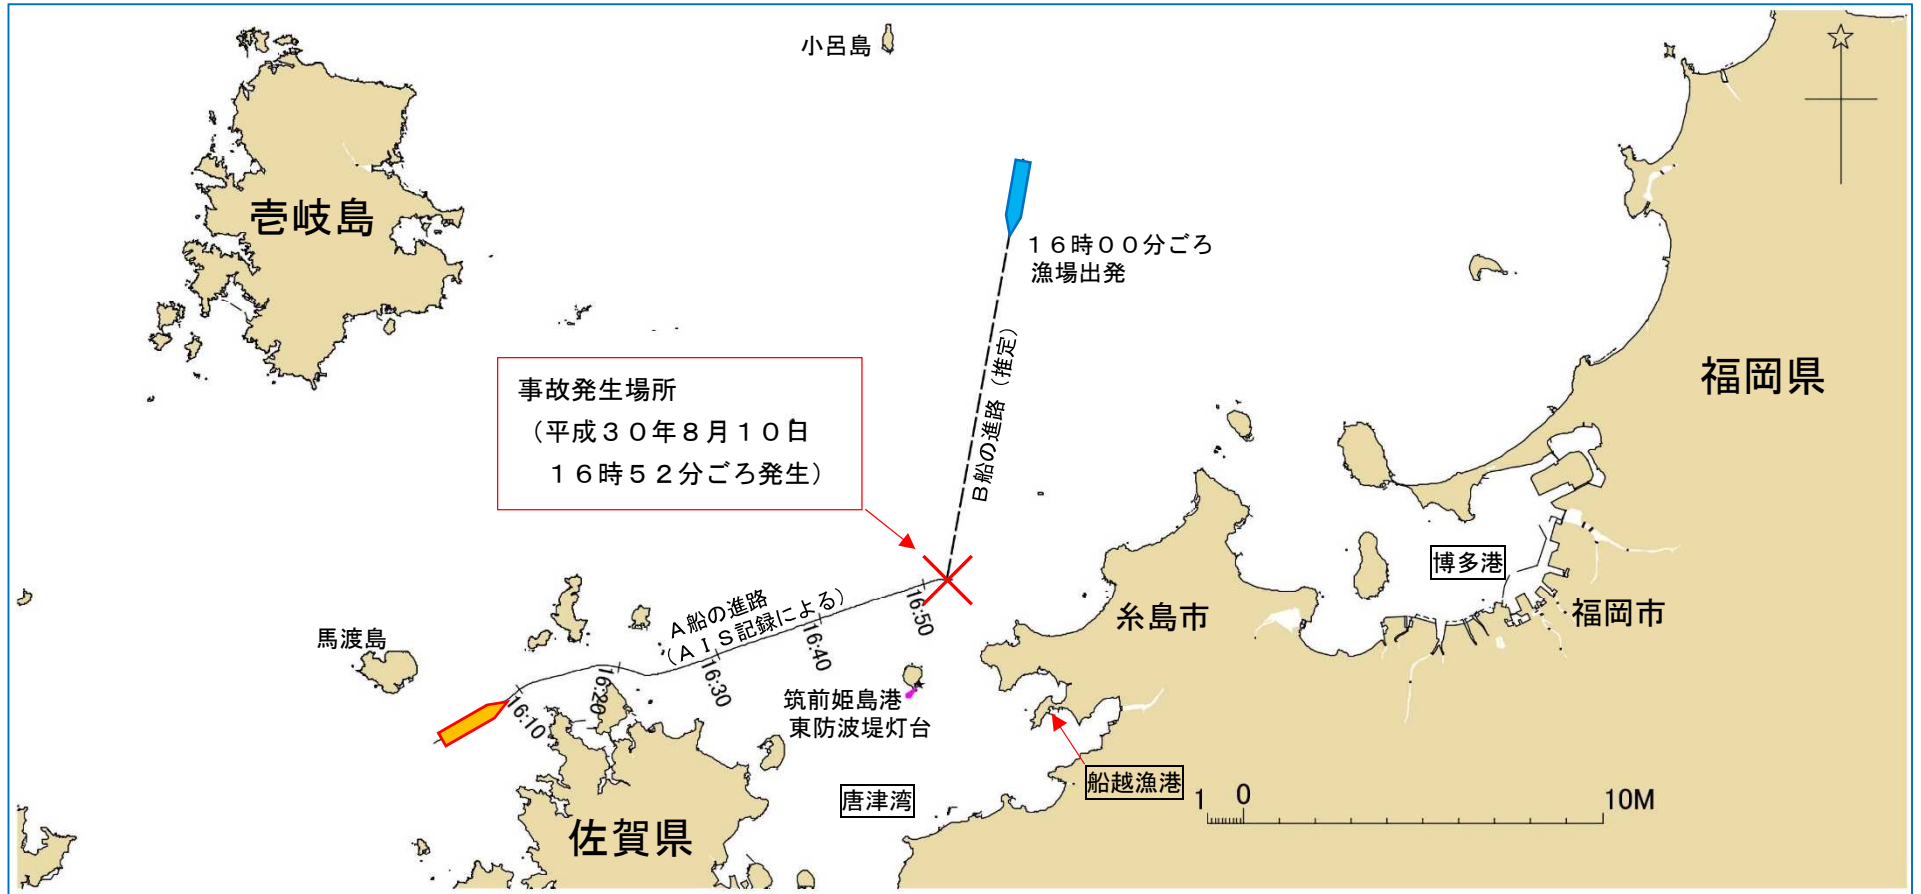 小呂島
壱岐島
16時00分ごろ
漁場出発
B船の進路（推定）
福岡県
事故発生場所
（平成30年8月10日
16時52分ごろ発生）
博多港
糸島市
福岡市
A船の進路
（AIS記録による）
16:50
16:40
16:30
16:20
16:10
馬渡島
筑前姫島港
東防波堤灯台
船越漁港
唐津湾
佐賀県
1 0 10M